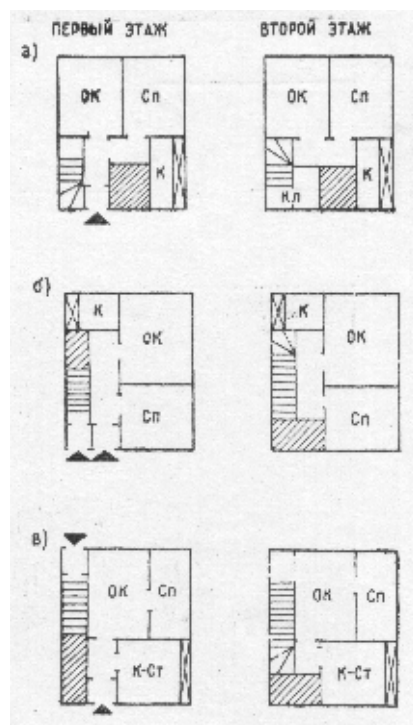 ПЕРВЫЙ ЭТАЖ ВТОРОЙ ЭТАЖ
а)
ОК Сп ОК Сп
К Кл К
б)
К К
ОК ОК
Сп Сп
в)
ОК Сп ОК Сп
К-Ст К-Ст